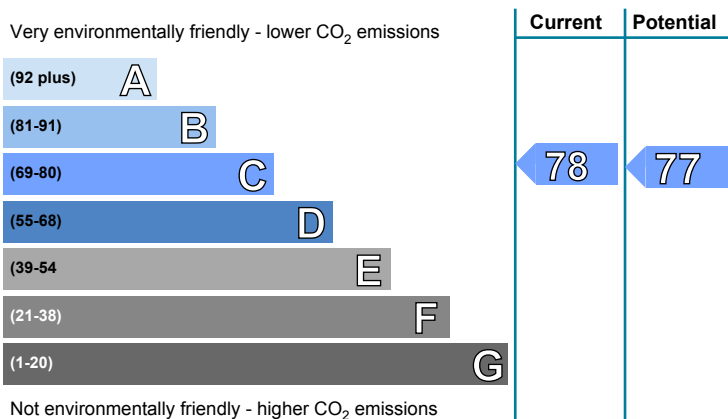 Current Potential
Very environmentally friendly - lower CO2 emissions
(92 plus) A
(81-91) B
(69-80) C 78 77
(55-68) D
(39-54 E
(21-38) F
(1-20) G
Not environmentally friendly - higher CO2 emissions